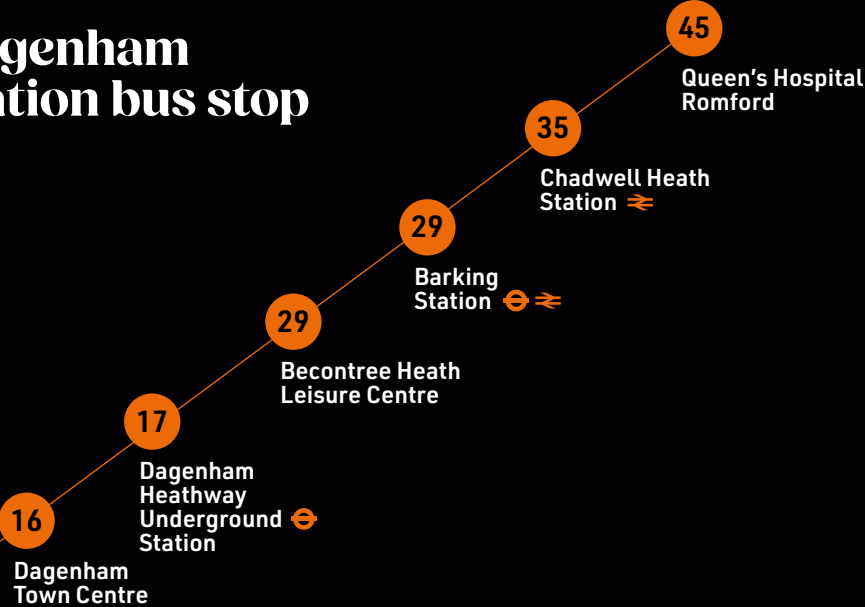 genham
ation bus stop
45
Queen's Hospital
Romford
35
Chadwell Heath
Station
29
Barking
Station
29
Becontree Heath
Leisure Centre
17
Dagenham
Heathway
Underground
Station
16
Dagenham
Town Centre